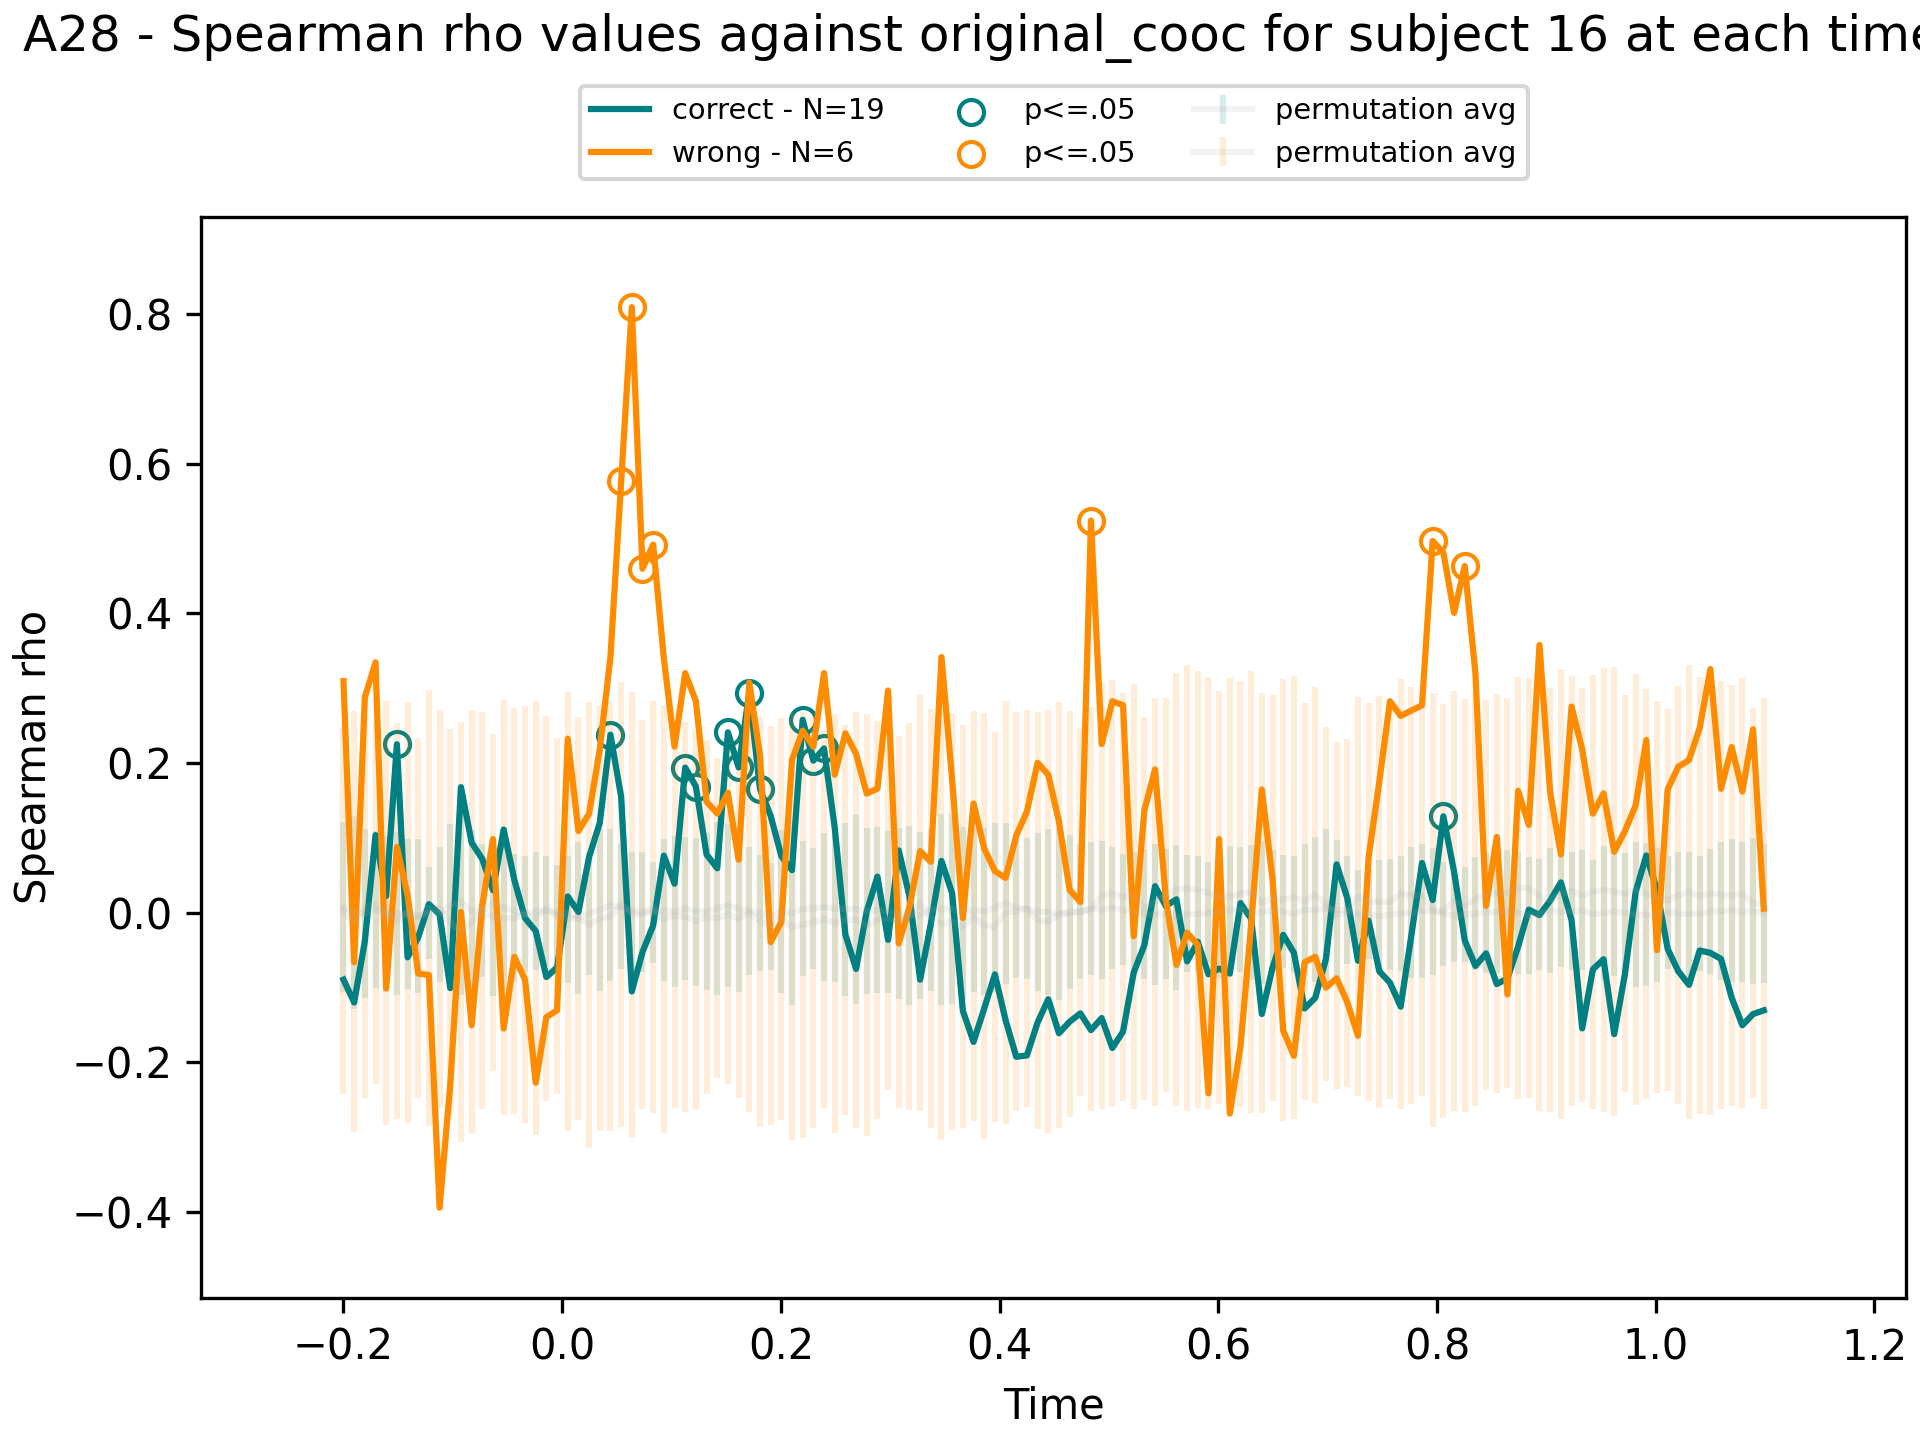 A28 - Spearman rho values against original_cooc for subject 16 at each time
correct - N=19 p<=.05 permutation avg
wrong - N=6 p<=.05 permutation avg
Spearman rho
0.8
0.6
0.4
0.2
0.0
−0.2
−0.4
−0.2 0.0 0.2 0.4 0.6 0.8 1.0 1.2
Time